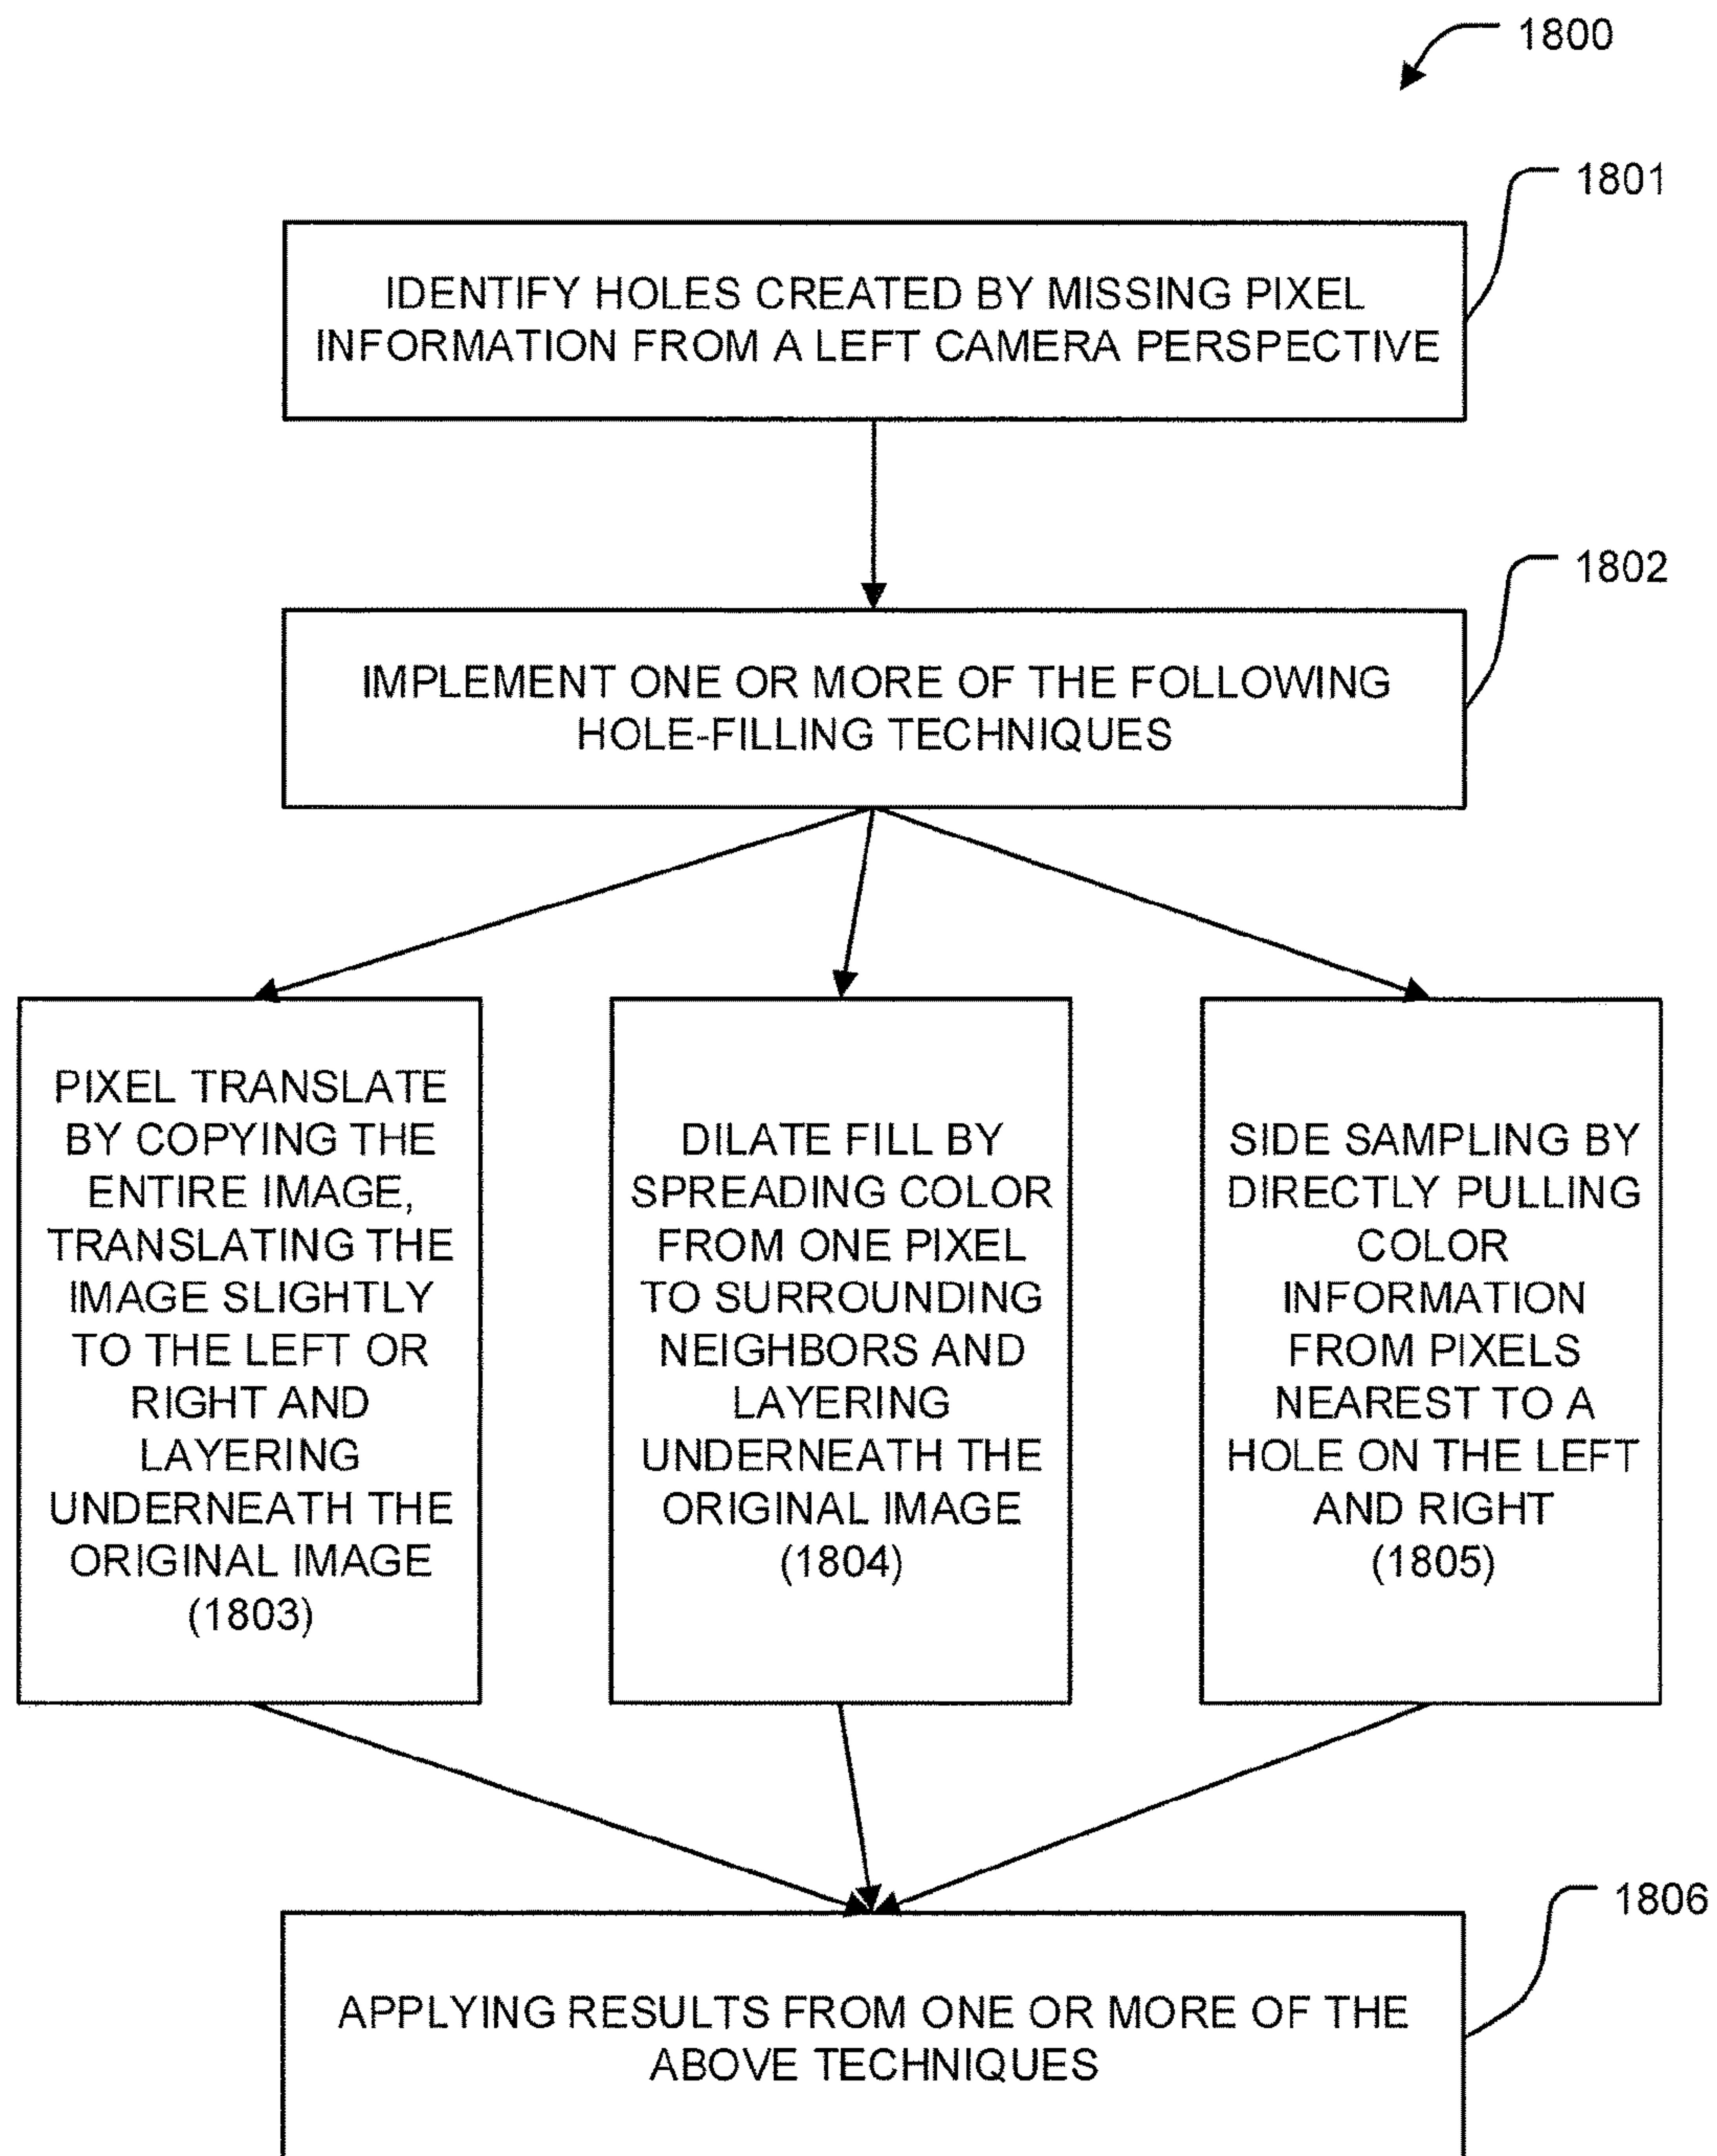 1800
1801
IDENTIFY HOLES CREATED BY MISSING PIXEL
INFORMATION FROM A LEFT CAMERA PERSPECTIVE
1802
IMPLEMENT ONE OR MORE OF THE FOLLOWING
HOLE-FILLING TECHNIQUES
PIXEL TRANSLATE
BY COPYING THE
ENTIRE IMAGE,
TRANSLATING THE
IMAGE SLIGHTLY
TO THE LEFT OR
RIGHT AND
LAYERING
UNDERNEATH THE
ORIGINAL IMAGE
(1803)
DILATE FILL BY
SPREADING COLOR
FROM ONE PIXEL
TO SURROUNDING
NEIGHBORS AND
LAYERING
UNDERNEATH THE
ORIGINAL IMAGE
(1804)
SIDE SAMPLING BY
DIRECTLY PULLING
COLOR
INFORMATION
FROM PIXELS
NEAREST TO A
HOLE ON THE LEFT
AND RIGHT
(1805)
1806
APPLYING RESULTS FROM ONE OR MORE OF THE
ABOVE TECHNIQUES